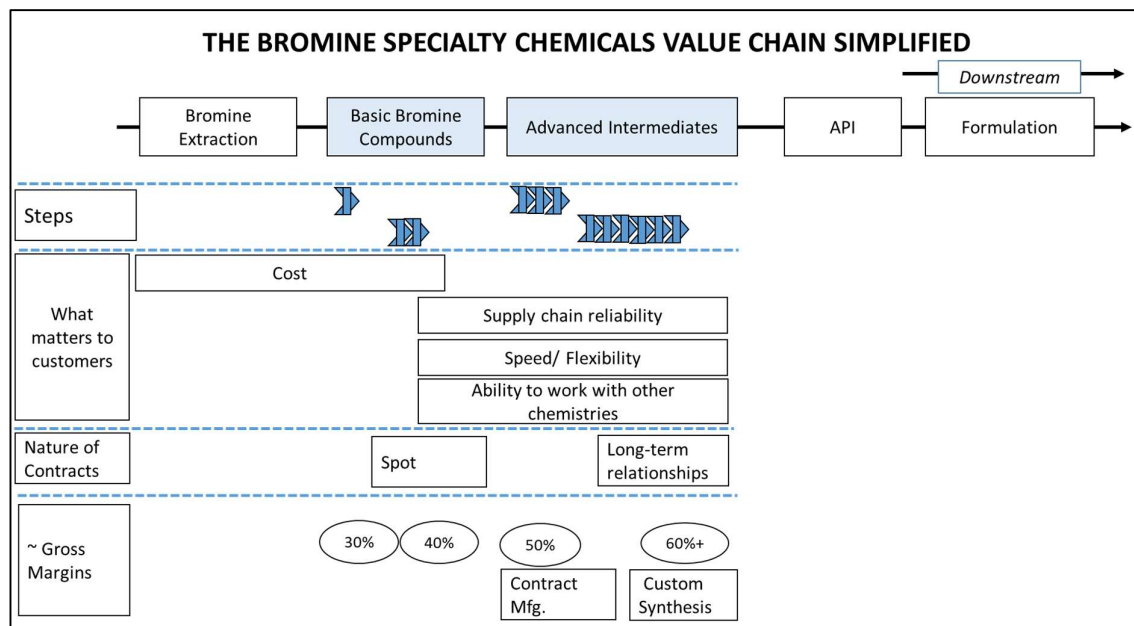 THE BROMINE SPECIALTY CHEMICALS VALUE CHAIN SIMPLIFIED
Downstream
Bromine
Extraction
Basic Bromine
Compounds
Advanced Intermediates
API
Formulation
Steps
What
matters to
customers
Cost
Supply chain reliability
Speed/ Flexibility
Ability to work with other
chemistries
Nature of
Contracts
Spot
Long-term
relationships
~ Gross
Margins
30%
40%
50%
60%+
Contract
Mfg.
Custom
Synthesis